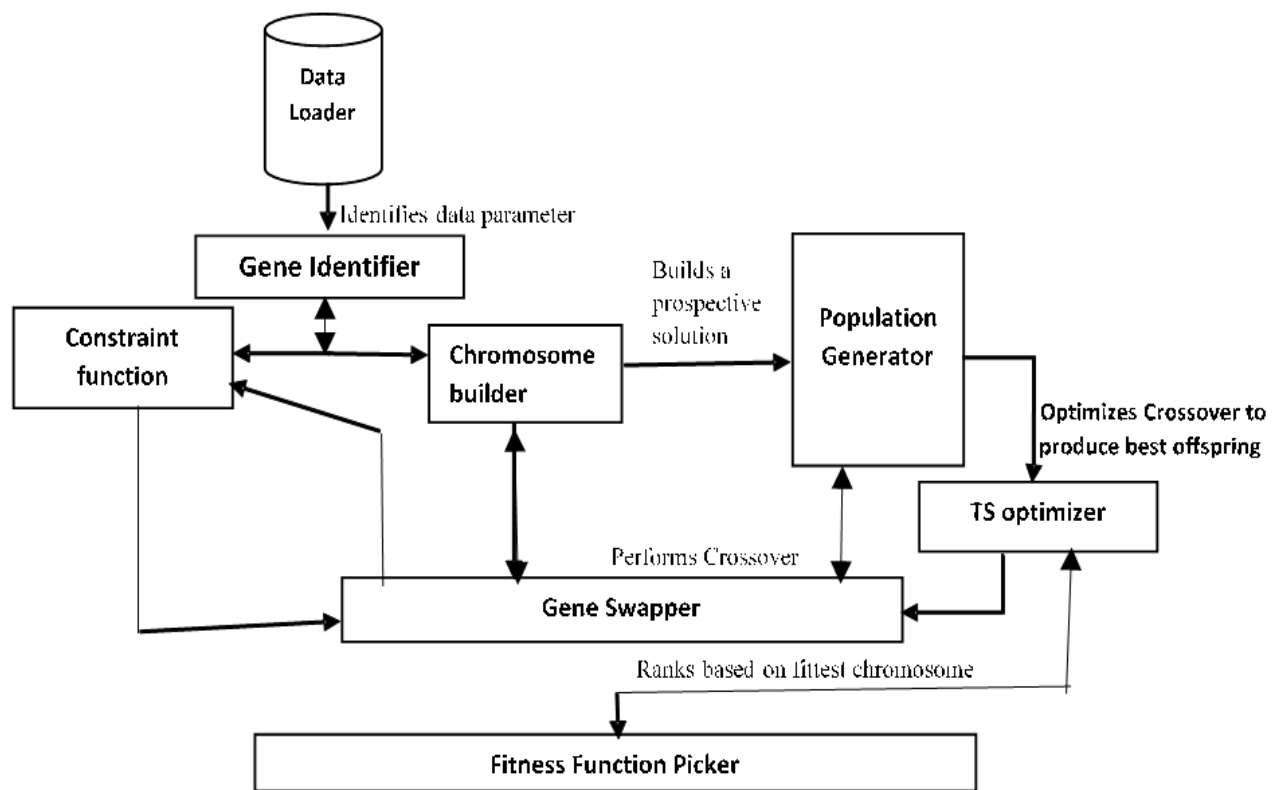 Data
Loader
Identifies data parameter
Gene Identifier
Constraint
function
Chromosome
builder
Builds a
prospective
solution
Population
Generator
Optimizes Crossover to
produce best offspring
TS optimizer
Performs Crossover
Gene Swapper
Ranks based on fittest chromosome
Fitness Function Picker